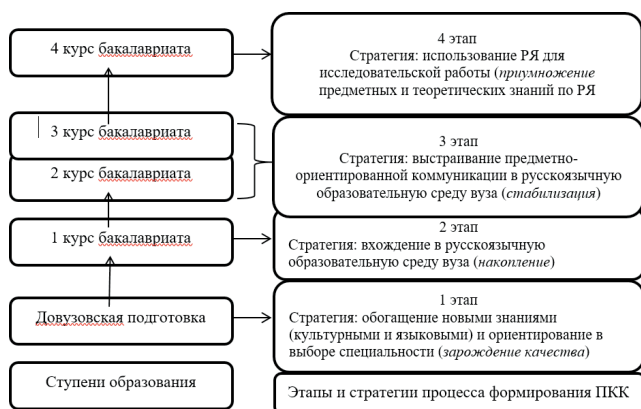 4 курс бакалавриата
4 этап
Стратегия: использование РЯ для
исследовательской работы (приумножение
предметных и теоретических знаний по РЯ
3 курс бакалавриата
2 курс бакалавриата
3 этап
Стратегия: выстраивание предметно-
ориентированной коммуникации в русскоязычную
образовательную среду вуза (стабилизация)
1 курс бакалавриата
2 этап
Стратегия: вхождение в русскоязычную
образовательную среду вуза (накопление)
Довузовская подготовка
1 этап
Стратегия: обогащение новыми знаниями
(культурными и языковыми) и ориентирование в
выборе специальности (зарождение качества)
Ступени образования
Этапы и стратегии процесса формирования ПКК